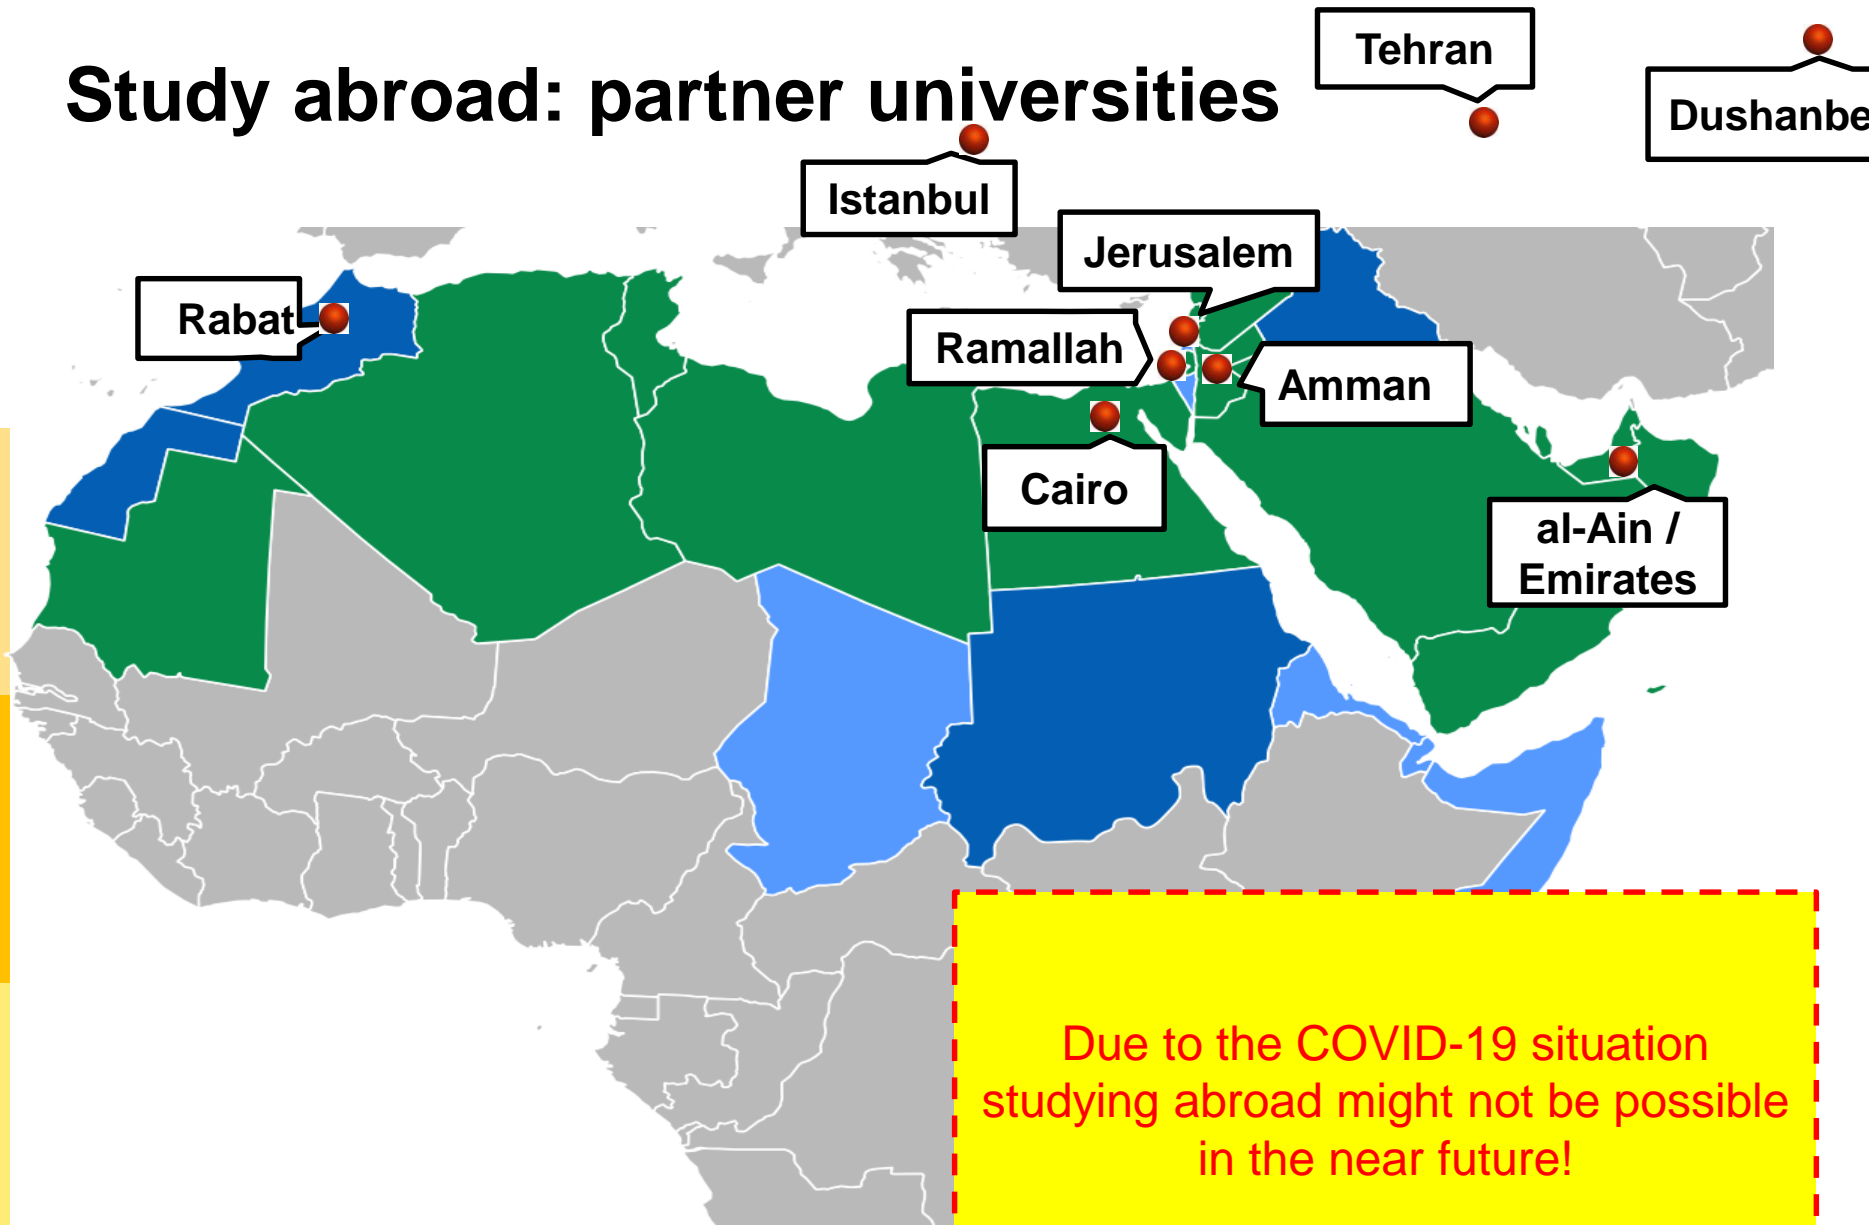 Study abroad: partner universities
Tehran
Dushanbe
Istanbul
Jerusalem
Rabat
Ramallah
Amman
Cairo
al-Ain /
Emirates
Due to the COVID-19 situation
studying abroad might not be possible
in the near future!